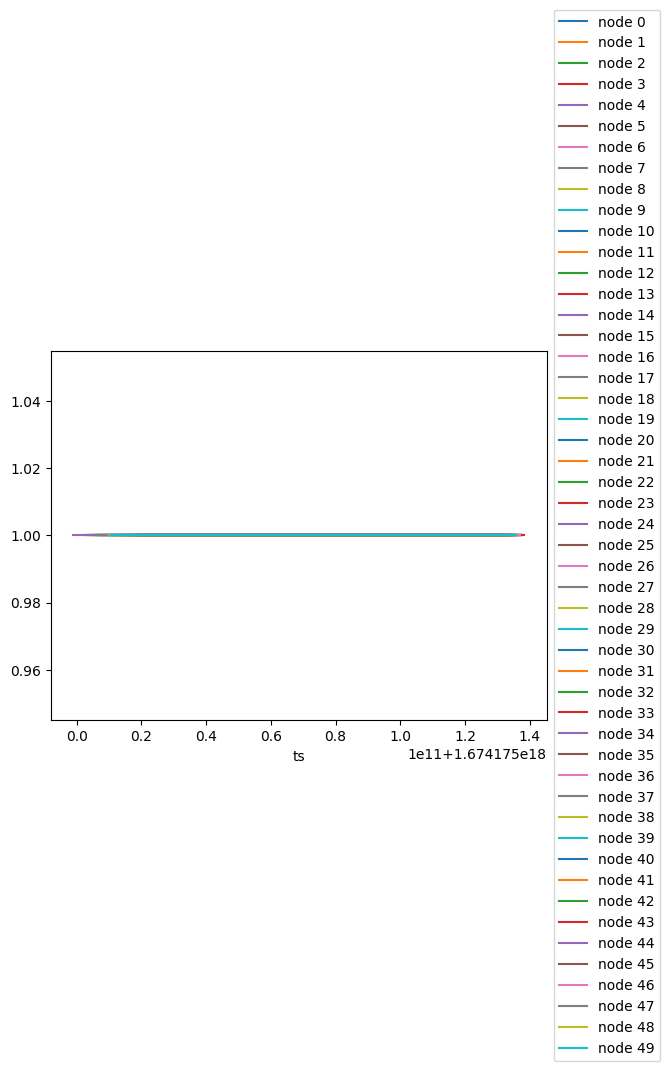 1.04
1.02
1.00
0.98
0.96
0.0 0.2 0.4 0.6 0.8 1.0 1.2 1.4
ts
1e11+1.674175e18
node 0
node 1
node 2
node 3
node 4
node 5
node 6
node 7
node 8
node 9
node 10
node 11
node 12
node 13
node 14
node 15
node 16
node 17
node 18
node 19
node 20
node 21
node 22
node 23
node 24
node 25
node 26
node 27
node 28
node 29
node 30
node 31
node 32
node 33
node 34
node 35
node 36
node 37
node 38
node 39
node 40
node 41
node 42
node 43
node 44
node 45
node 46
node 47
node 48
node 49